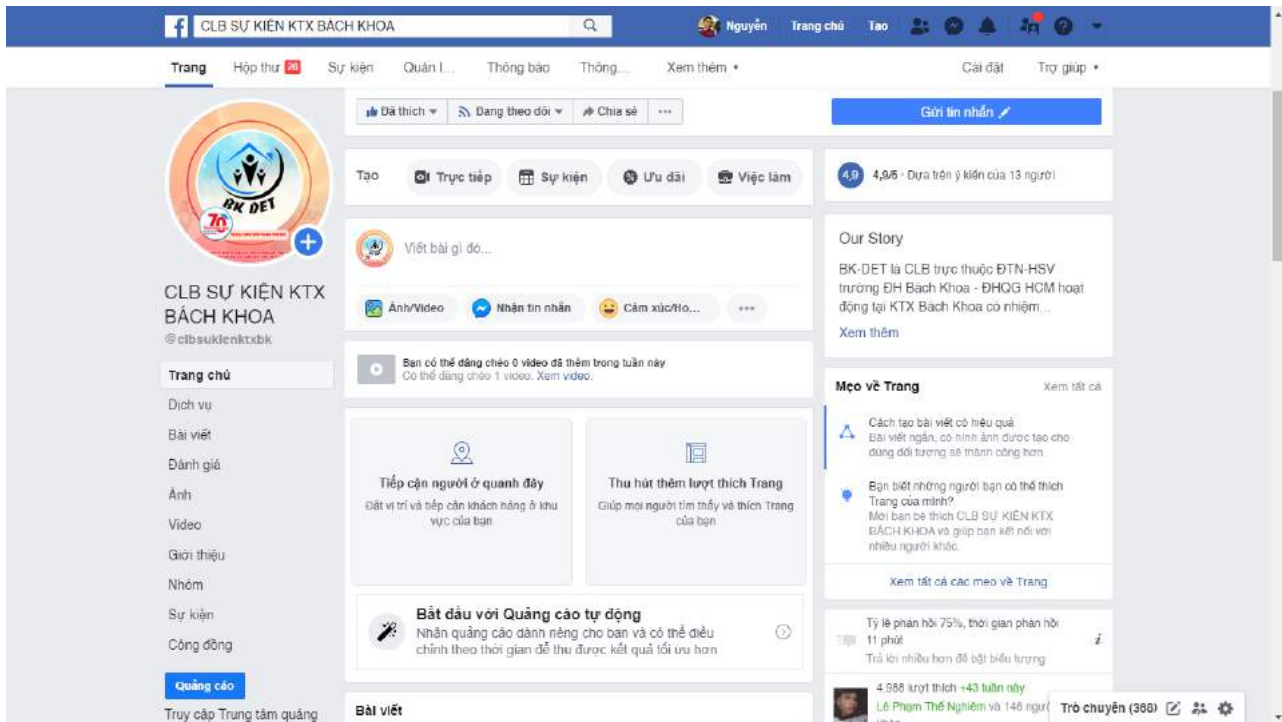 CLB SỰ KIỆN KTX BÁCH KHOA
Nguyễn Trang chủ Tạo
Trang Hộp thư 26 Sự kiện Quản l... Thông báo Thông... Xem thêm Cài đặt Trợ giúp
Đã thích Đang theo dõi Chia sẻ ...
Gửi tin nhắn
BK DET
70
CLB SỰ KIỆN KTX
BÁCH KHOA
@clbsukienktxbk
Trang chủ
Dịch vụ
Bài viết
Đánh giá
Ảnh
Video
Giới thiệu
Nhóm
Sự kiện
Cộng đồng
Quảng cáo
Truy cập Trung tâm quảng
Tạo Trực tiếp Sự kiện Ưu đãi Việc làm
Viết bài gì đó...
Ảnh/Video Nhận tin nhắn Cảm xúc/Ho... ...
Bạn có thể đăng chéo 0 video đã thêm trong tuần này
Có thể đăng chéo 1 video. Xem video.
Tiếp cận người ở quanh đây
Đặt vị trí và tiếp cận khách hàng ở khu
vực của bạn
Thu hút thêm lượt thích Trang
Giúp mọi người tìm thấy và thích Trang
của bạn
Bắt đầu với Quảng cáo tự động
Nhận quảng cáo dành riêng cho bạn và có thể điều
chỉnh theo thời gian để thu được kết quả tối ưu hơn
Bài viết
4,9 4,9/5 · Dựa trên ý kiến của 13 người
Our Story
BK-DET là CLB trực thuộc ĐTN-HSV
trường ĐH Bách Khoa - ĐHQG HCM hoạt
động tại KTX Bách Khoa có nhiệm...
Xem thêm
Mẹo về Trang Xem tất cả
Cách tạo bài viết có hiệu quả
Bài viết ngắn, có hình ảnh được tạo cho
đúng đối tượng sẽ thành công hơn.
Bạn biết những người bạn có thể thích
Trang của mình?
Mời bạn bè thích CLB SỰ KIỆN KTX
BÁCH KHOA và giúp bạn kết nối với
nhiều người khác.
Xem tất cả các mẹo về Trang
Tỷ lệ phản hồi 75%, thời gian phản hồi
11 phút
Trả lời nhiều hơn để bật biểu tượng
4.988 lượt thích +43 tuần này
Lê Phạm Thế Nghiêm và 146
Trò chuyện (368)